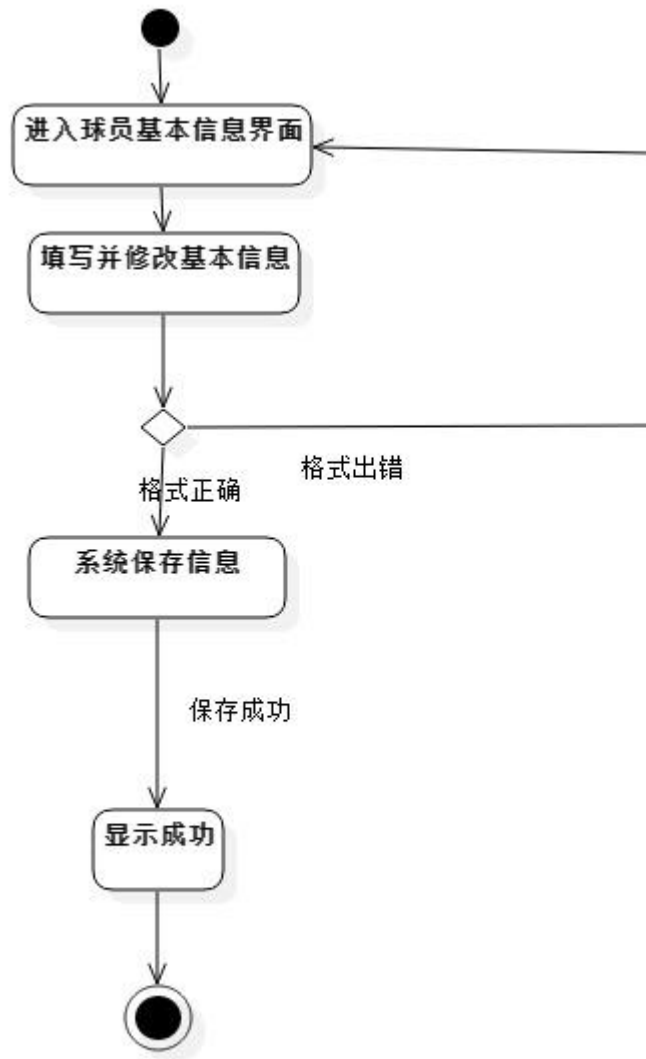 进入球员基本信息界面
填写并修改基本信息
格式出错
格式正确
系统保存信息
保存成功
显示成功